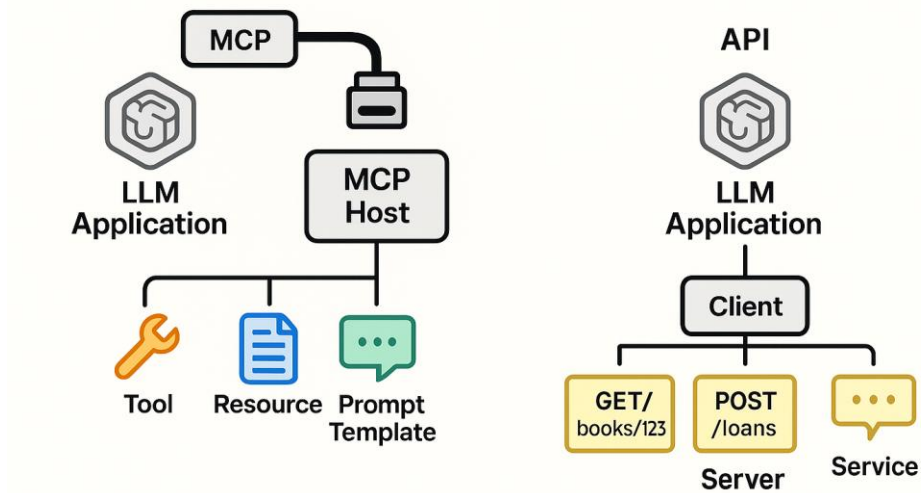 MCP
LLM
Application
MCP
Host
Tool
Resource
Prompt
Template
API
LLM
Application
Client
GET/
books/123
POST
/loans
Server
Service